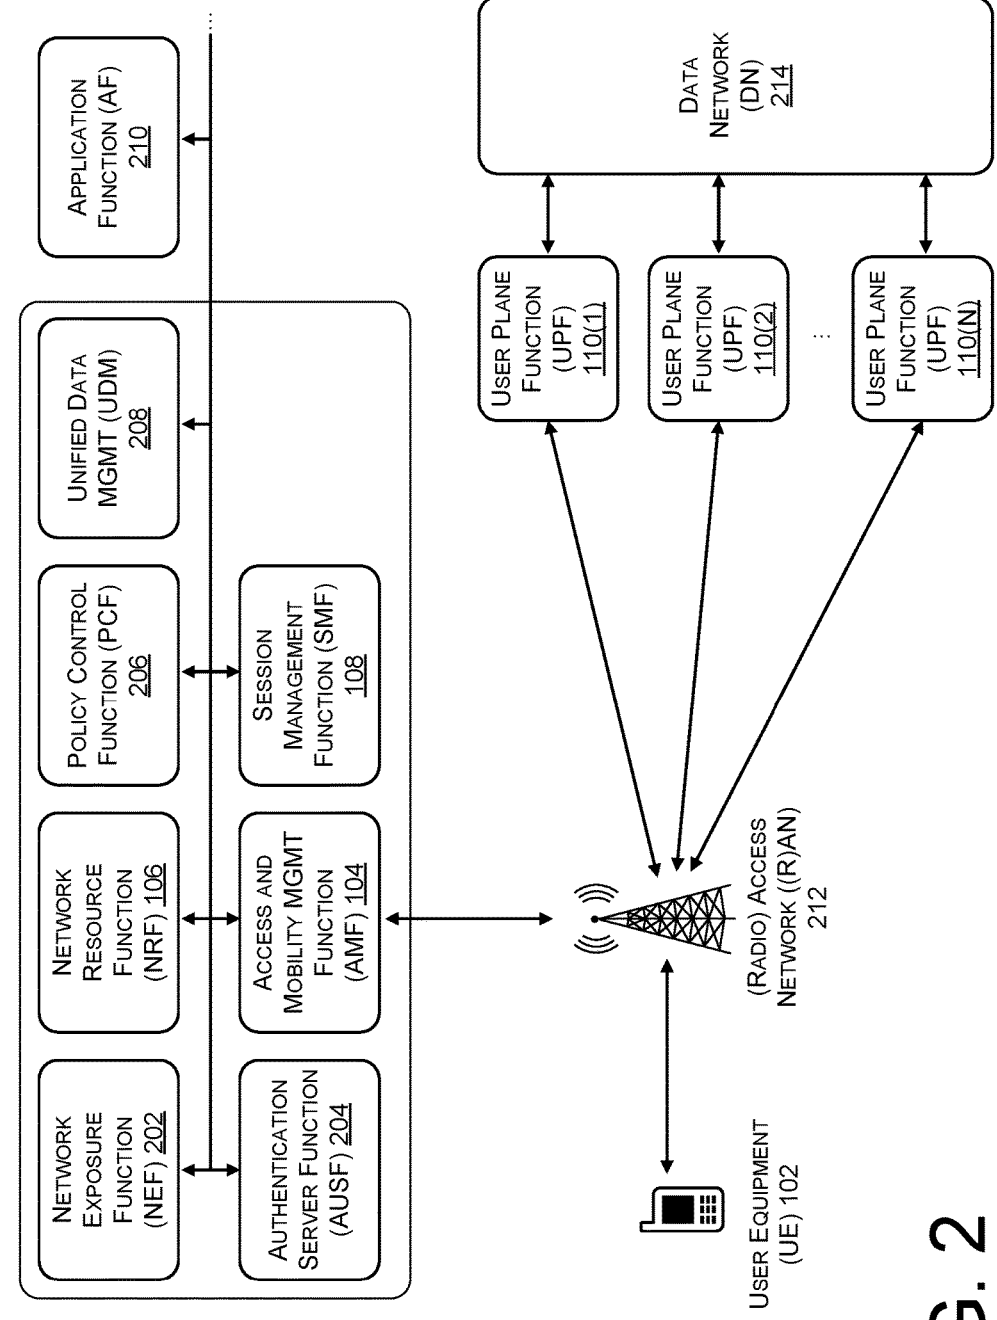 NETWORK
EXPOSURE
FUNCTION
(NEF) 202
NETWORK
RESOURCE
FUNCTION
(NRF) 106
POLICY CONTROL
FUNCTION (PCF)
206
UNIFIED DATA
MGMT (UDM)
208
APPLICATION
FUNCTION (AF)
210
...
AUTHENTICATION
SERVER FUNCTION
(AUSF) 204
ACCESS AND
MOBILITY MGMT
FUNCTION
(AMF) 104
SESSION
MANAGEMENT
FUNCTION (SMF)
108
USER EQUIPMENT
(UE) 102
(RADIO) ACCESS
NETWORK ((R)AN)
212
USER PLANE
FUNCTION
(UPF)
110(1)
USER PLANE
FUNCTION
(UPF)
110(2)
...
USER PLANE
FUNCTION
(UPF)
110(N)
DATA
NETWORK
(DN)
214
G. 2